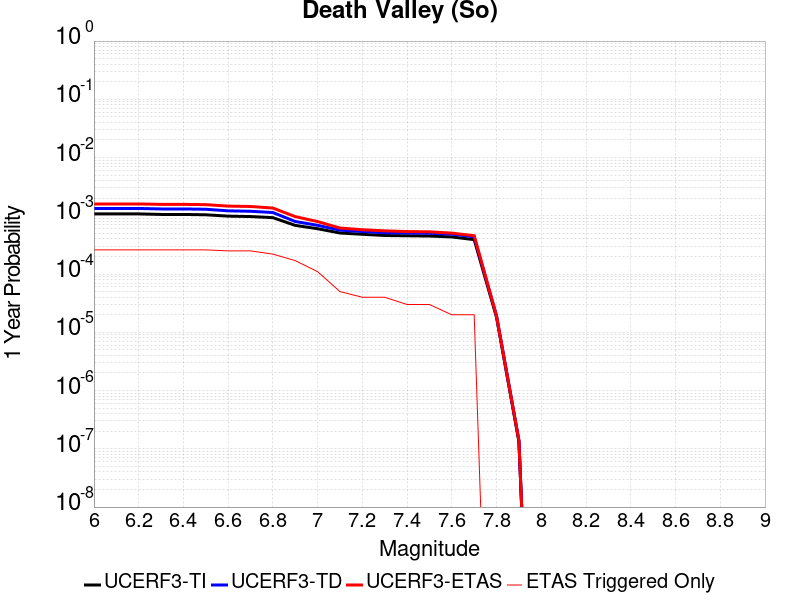 Death Valley (So)
1 Year Probability
10^0
10^-1
10^-2
10^-3
10^-4
10^-5
10^-6
10^-7
10^-8
6 6.2 6.4 6.6 6.8 7 7.2 7.4 7.6 7.8 8 8.2 8.4 8.6 8.8 9
Magnitude
UCERF3-TI UCERF3-TD UCERF3-ETAS ETAS Triggered Only